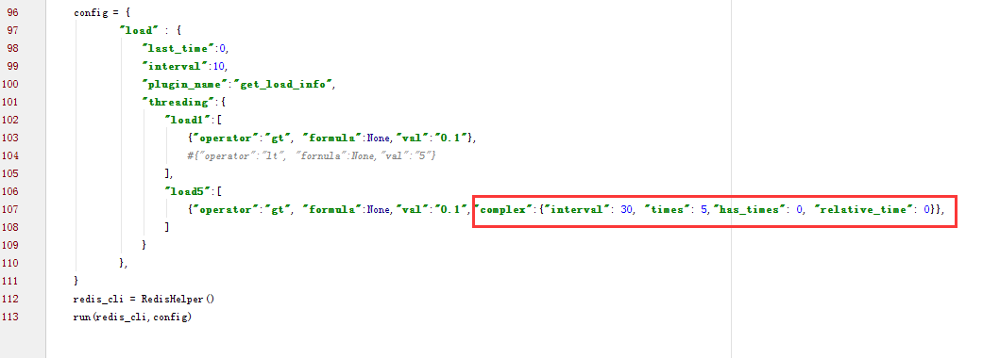 96 config = {
97 "load" : {
98 "last_time":0,
99 "interval":10,
100 "plugin_name":"get_load_info",
101 "threading":{
102 "load1":[
103 {"operator":"gt", "formula":None,"val":"0.1"},
104 #{"operator":"lt", "fornula":None,"val":"5"}
105 ],
106 "load5":[
107 {"operator":"gt", "formula":None,"val":"0.1","complex":{"interval": 30, "times": 5,"has_times": 0, "relative_time": 0}},
108 ]
109 }
110 },
111 }
112 redis_cli = RedisHelper()
113 run(redis_cli,config)